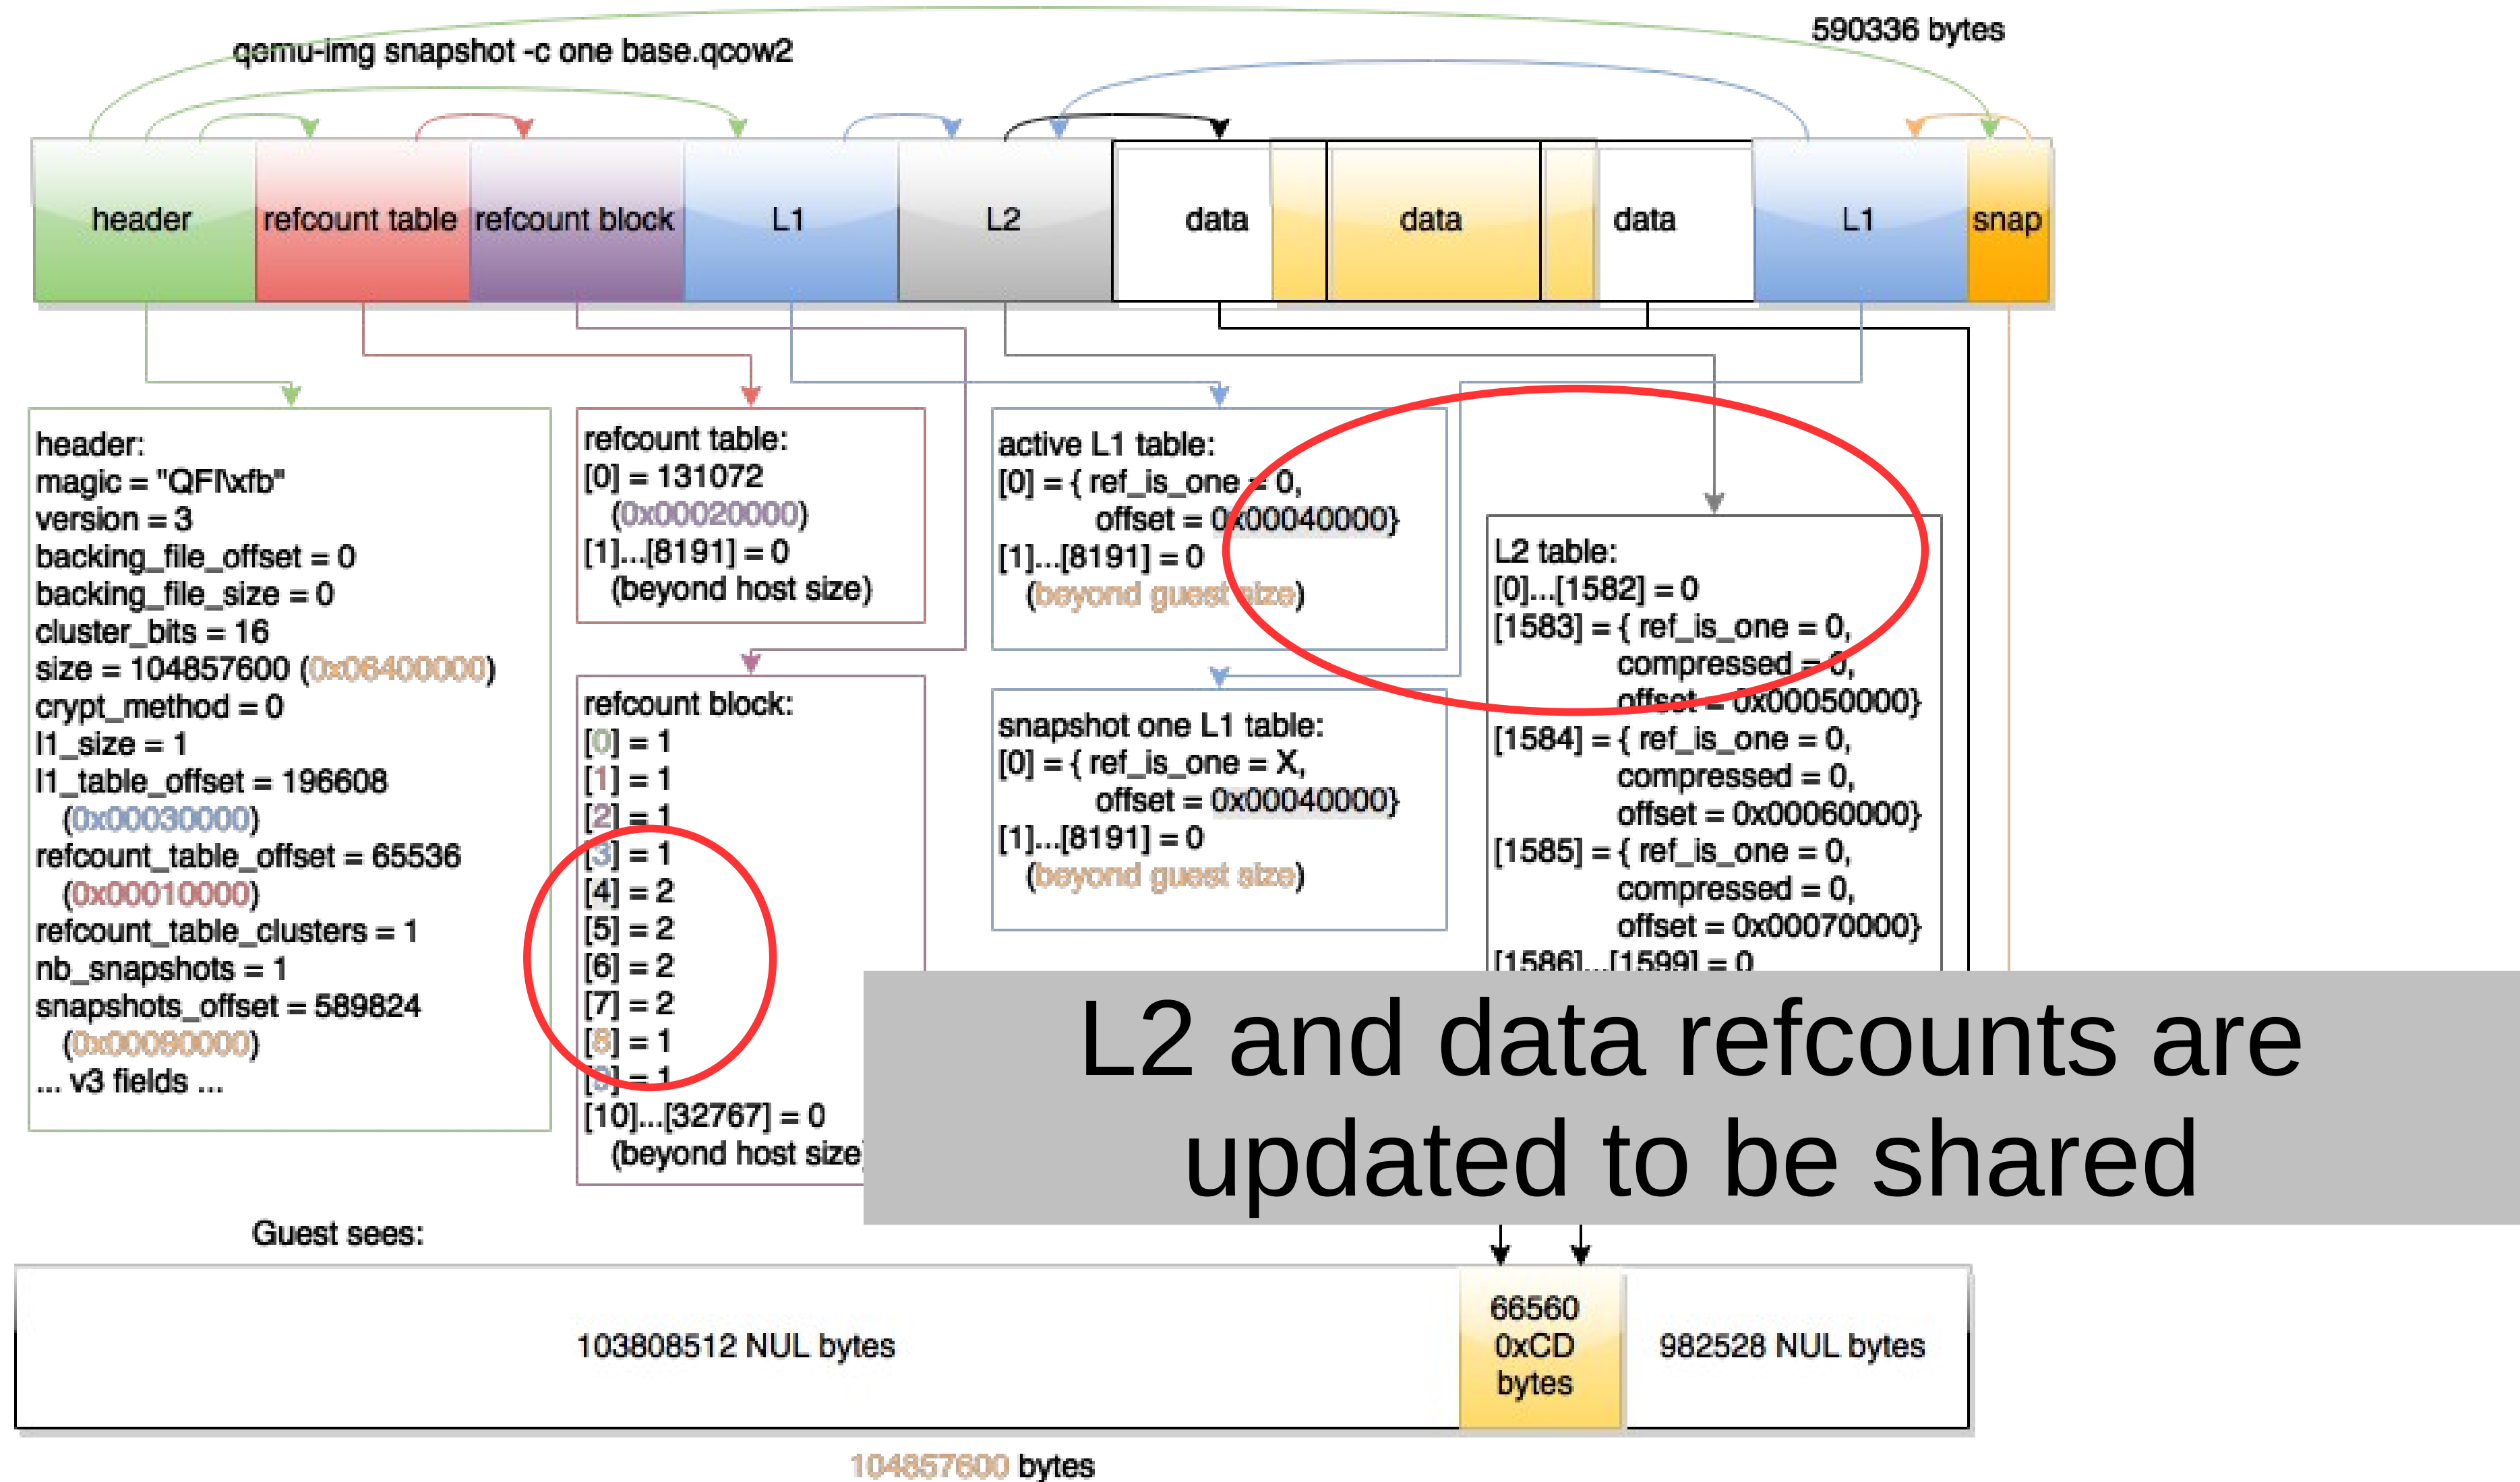 qemu-img snapshot -c one base.qcow2
590336 bytes
header
refcount table
refcount block
L1
L2
data
data
data
L1
snap
header:
magic = "QFI\xfb"
version = 3
backing_file_offset = 0
backing_file_size = 0
cluster_bits = 16
size = 104857600 (0x06400000)
crypt_method = 0
l1_size = 1
l1_table_offset = 196608
(0x00030000)
refcount_table_offset = 65536
(0x00010000)
refcount_table_clusters = 1
nb_snapshots = 1
snapshots_offset = 589824
(0x00090000)
... v3 fields ...
refcount table:
[0] = 131072
(0x00020000)
[1]...[8191] = 0
(beyond host size)
refcount block:
[0] = 1
[1] = 1
[2] = 1
[3] = 1
[4] = 2
[5] = 2
[6] = 2
[7] = 2
[8] = 1
[9] = 1
[10]...[32767] = 0
(beyond host size)
active L1 table:
[0] = { ref_is_one = 0,
offset = 0x00040000}
[1]...[8191] = 0
(beyond guest size)
snapshot one L1 table:
[0] = { ref_is_one = X,
offset = 0x00040000}
[1]...[8191] = 0
(beyond guest size)
L2 table:
[0]...[1582] = 0
[1583] = { ref_is_one = 0,
compressed = 0,
offset = 0x00050000}
[1584] = { ref_is_one = 0,
compressed = 0,
offset = 0x00060000}
[1585] = { ref_is_one = 0,
compressed = 0,
offset = 0x00070000}
[1586]...[1599] = 0
L2 and data refcounts are
updated to be shared
Guest sees:
103808512 NUL bytes
66560
0xCD
bytes
982528 NUL bytes
104857600 bytes